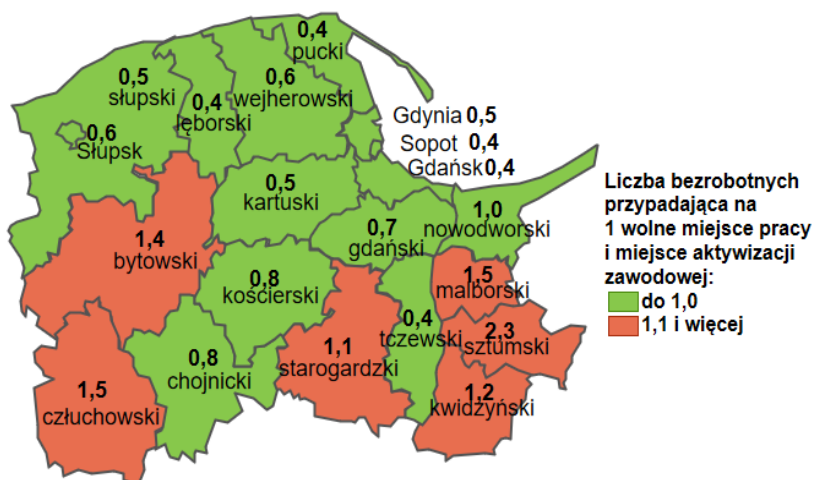 0,4
pucki
0,5
słupski
0,6
wejherowski
0,4
lęborski
Gdynia 0,5
Sopot 0,4
Gdańsk 0,4
0,6
Słupsk
0,5
kartuski
1,0
nowodworski
0,7
gdański
1,4
bytowski
0,8
kościerski
1,5
malborski
0,4
tczewski
2,3
sztumski
1,1
starogardzki
0,8
chojnicki
1,5
człuchowski
1,2
kwidzyński
Liczba bezrobotnych
przypadająca na
1 wolne miejsce pracy
i miejsce aktywizacji
zawodowej:
do 1,0
1,1 i więcej